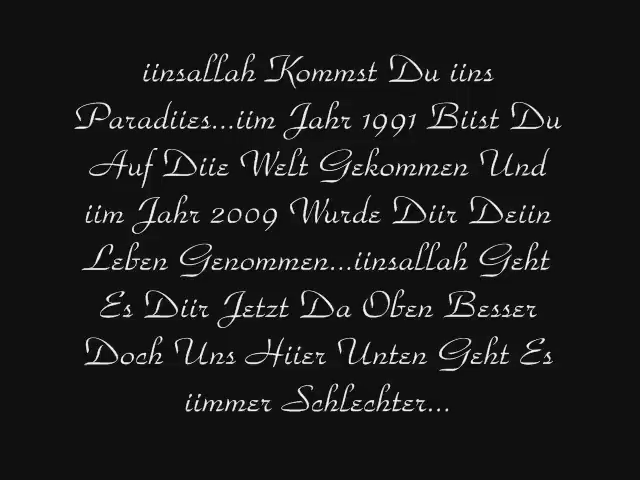 iinsallah Kommst Du iins
Paradiies...iim Jahr 1991 Biist Du
Auf Diie Welt Gekommen Und
iim Jahr 2009 Wurde Diir Deiin
Leben Genommen...iinsallah Geht
Es Diir Jetzt Da Oben Besser
Doch Uns Hiier Unten Geht Es
iimmer Schlechter...